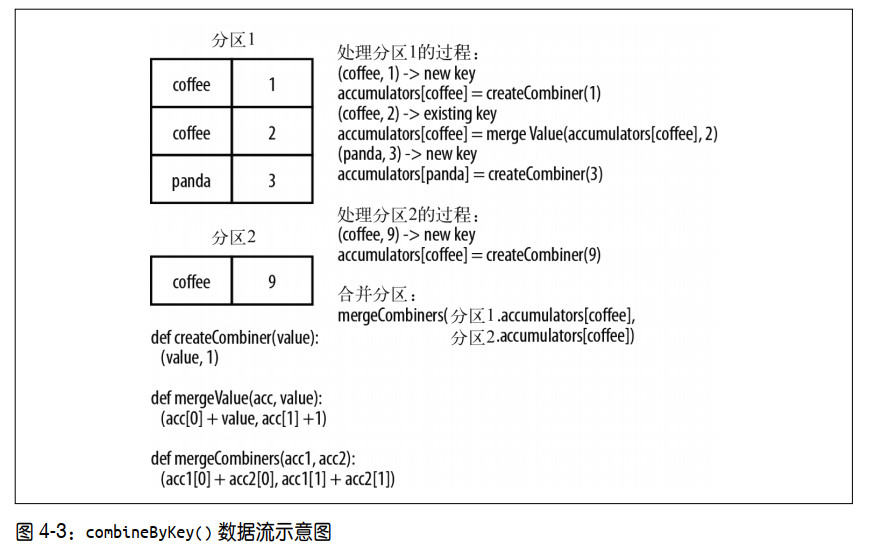 分区1
coffee 1
coffee 2
panda 3
处理分区1的过程：
(coffee, 1) -> new key
accumulators[coffee] = createCombiner(1)
(coffee, 2) -> existing key
accumulators[coffee] = merge Value(accumulators[coffee], 2)
(panda, 3) -> new key
accumulators[panda] = createCombiner(3)
分区2
coffee 9
处理分区2的过程：
(coffee, 9) -> new key
accumulators[coffee] = createCombiner(9)
合并分区：
mergeCombiners( 分区1.accumulators[coffee],
分区2.accumulators[coffee])
def createCombiner(value):
(value, 1)
def mergeValue(acc, value):
(acc[0] + value, acc[1] +1)
def mergeCombiners(acc1, acc2):
(acc1[0] + acc2[0], acc1[1] + acc2[1])
图 4-3：combineByKey() 数据流示意图